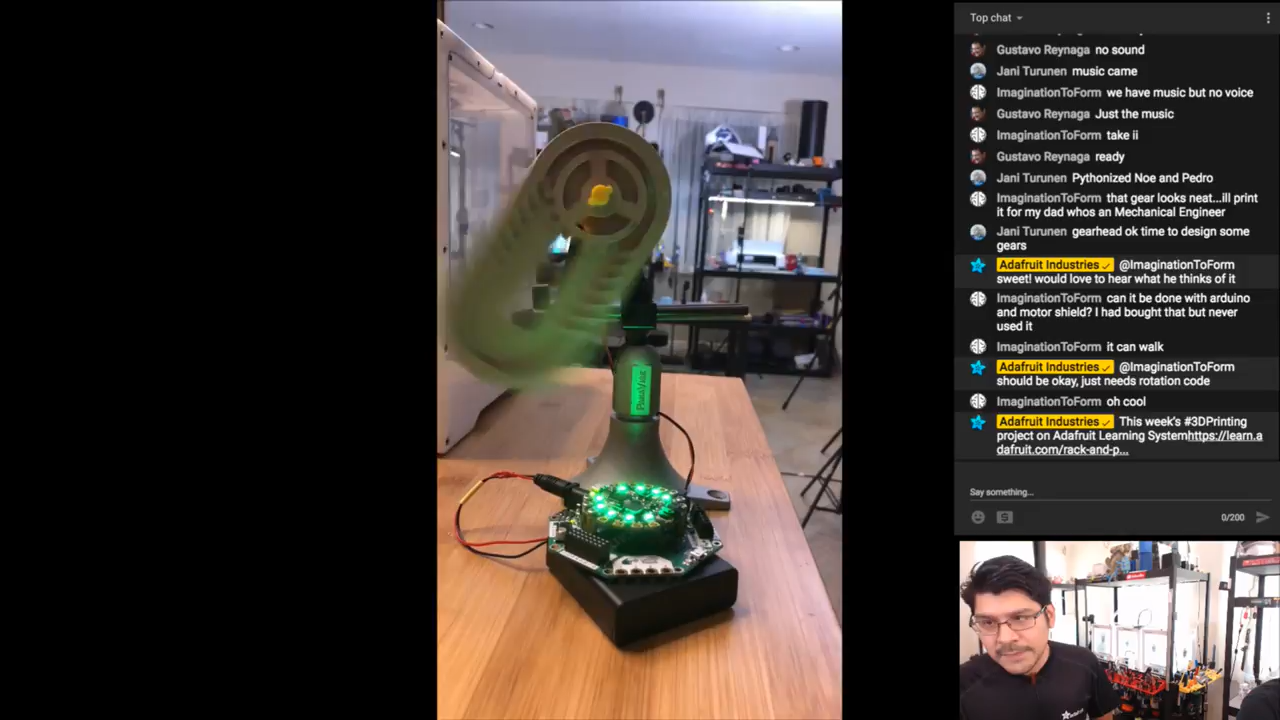 Top chat
Gustavo Reynaga no sound
Jani Turunen music came
ImaginationToForm we have music but no voice
Gustavo Reynaga Just the music
ImaginationToForm take ii
Gustavo Reynaga ready
Jani Turunen Pythonized Noe and Pedro
ImaginationToForm that gear looks neat...ill print
it for my dad whos an Mechanical
Engineer
Jani Turunen gearhead ok time to design some
gears
Adafruit Industries @ImaginationToForm
sweet! would love to hear what he thinks of it
ImaginationToForm can it be done with arduino
and motor shield? I had bought that but never
used it
ImaginationToForm it can walk
Adafruit Industries @ImaginationToForm
should be okay, just needs rotation code
ImaginationToForm oh cool
Adafruit Industries This week's #3DPrinting
project on Adafruit Learning Systemhttps://learn.a
dafruit.com/rack-and-p...
Say something...
0/200
PanaVise